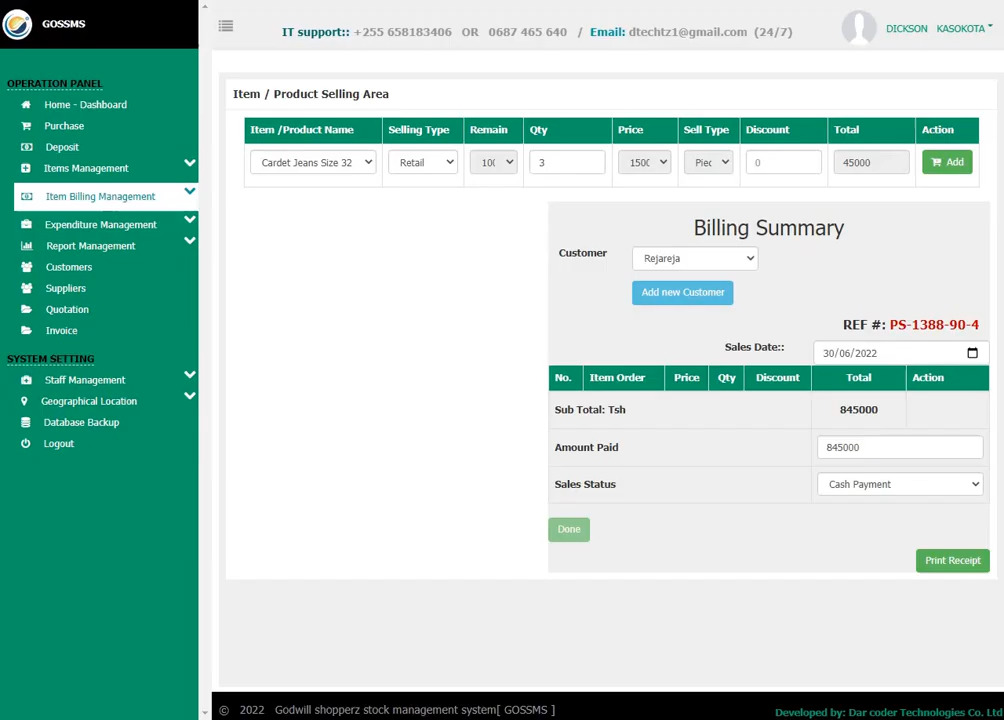 GOSSMS
IT support:: +255 658183406 OR 0687 465 640 / Email: dtechtz1@gmail.com (24/7)
DICKSON KASOKOTA
OPERATION PANEL
Home - Dashboard
Purchase
Deposit
Items Management
Item Billing Management
Expenditure Management
Report Management
Customers
Suppliers
Quotation
Invoice
SYSTEM SETTING
Staff Management
Geographical Location
Database Backup
Logout
Item / Product Selling Area
Item /Product Name Selling Type Remain Qty Price Sell Type Discount Total Action
Cardet Jeans Size 32 Retail 100 3 1500 Piec 0 45000 Add
Billing Summary
Customer Rejareja
Add new Customer
REF #: PS-1388-90-4
Sales Date:: 30/06/2022
No. Item Order Price Qty Discount Total Action
Sub Total: Tsh 845000
Amount Paid 845000
Sales Status Cash Payment
Done
Print Receipt
© 2022 Godwill shopperz stock management system[ GOSSMS ]
Developed by: Dar coder Technologies Co. Ltd